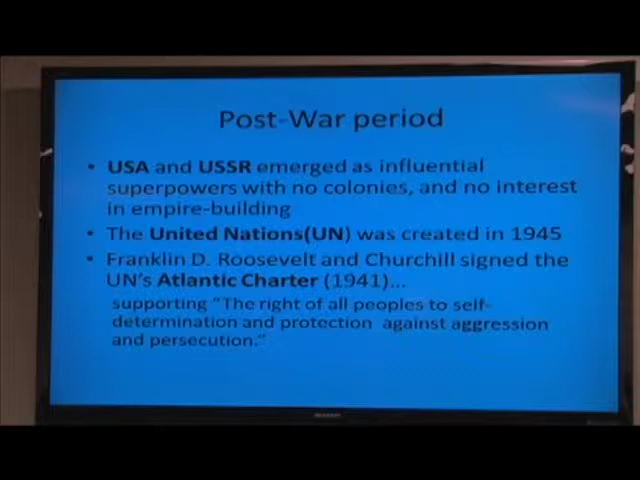 Post-War period
• USA and USSR emerged as influential
superpowers with no colonies, and no interest
in empire-building
• The United Nations(UN) was created in 1945
• Franklin D. Roosevelt and Churchill signed the
UN's Atlantic Charter (1941)...
supporting "The right of all peoples to self-
determination and protection against aggression
and persecution."